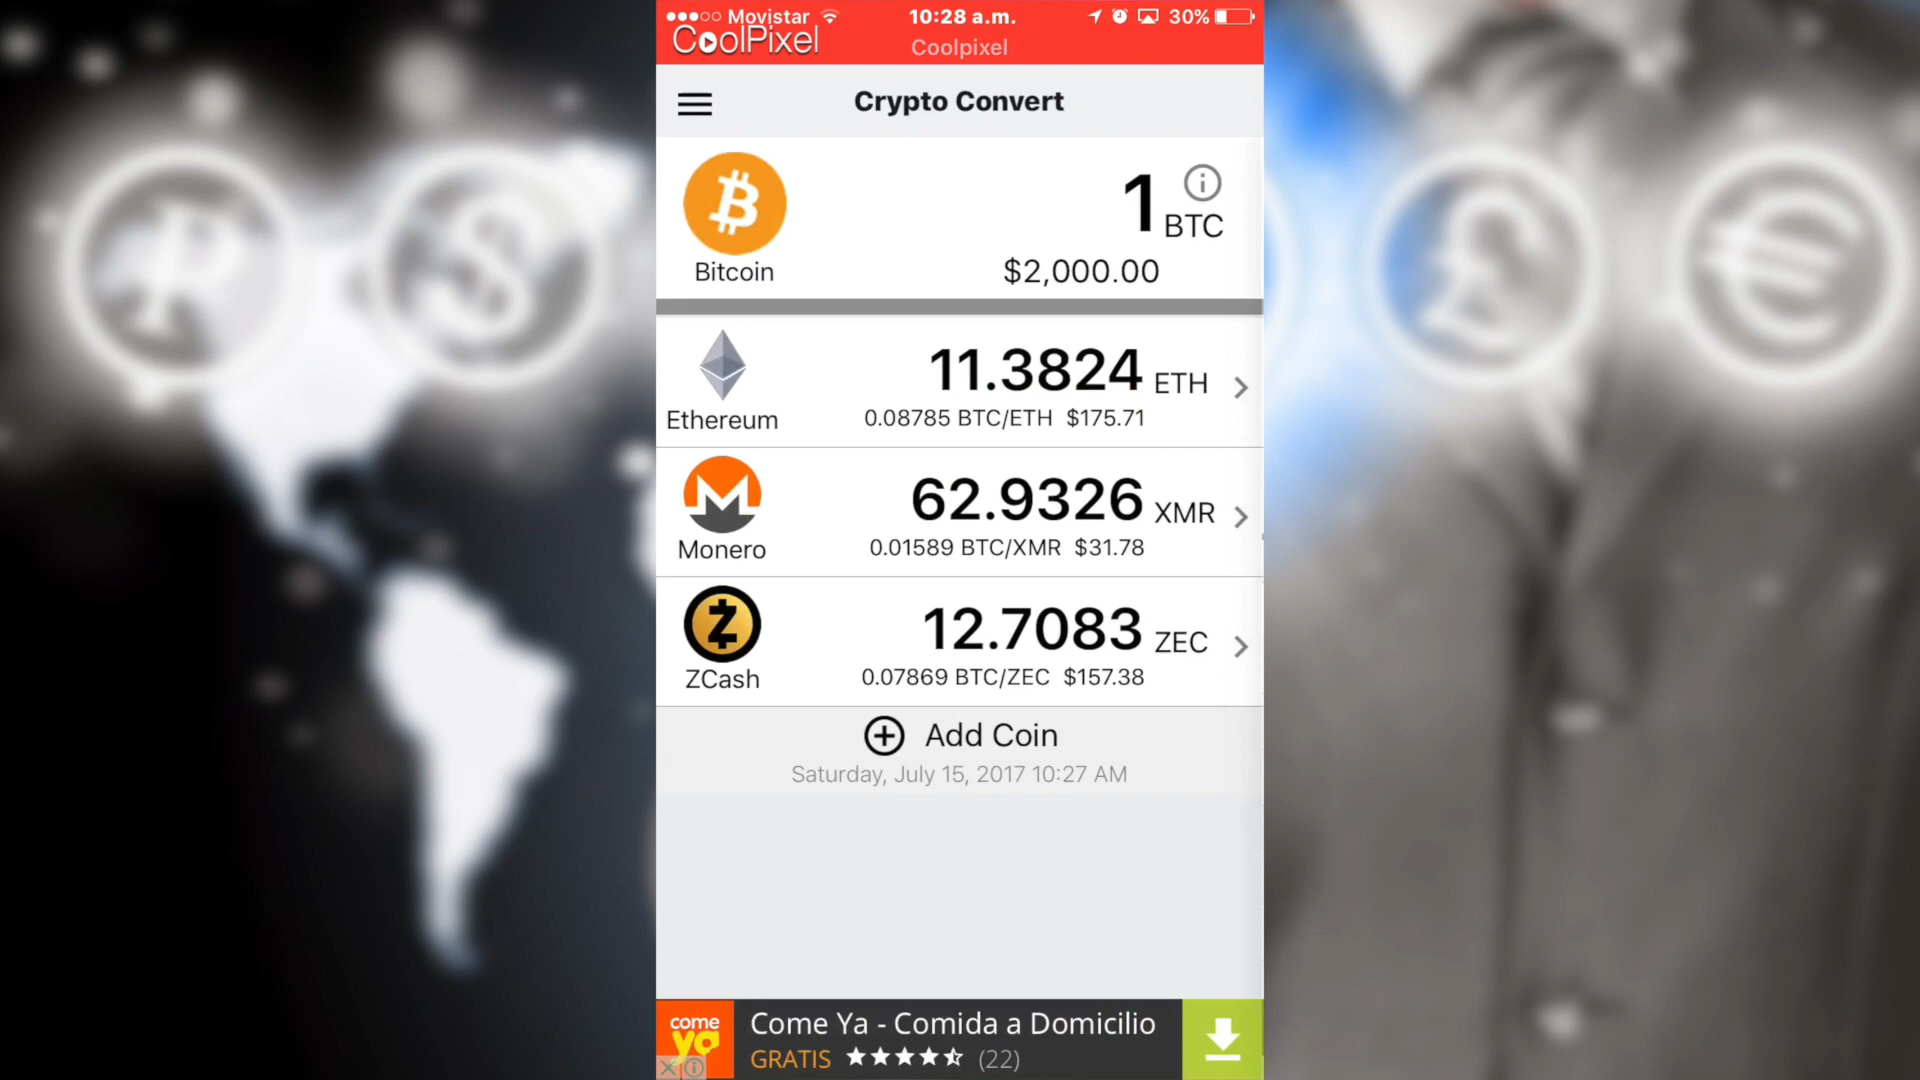 Movistar 10:28 a.m. 30%
CoolPixel Coolpixel
Crypto Convert
1 BTC
Bitcoin $2,000.00
11.3824 ETH
Ethereum 0.08785 BTC/ETH $175.71
62.9326 XMR
Monero 0.01589 BTC/XMR $31.78
12.7083 ZEC
ZCash 0.07869 BTC/ZEC $157.38
Add Coin
Saturday, July 15, 2017 10:27 AM
come ya
Come Ya - Comida a Domicilio
GRATIS (22)